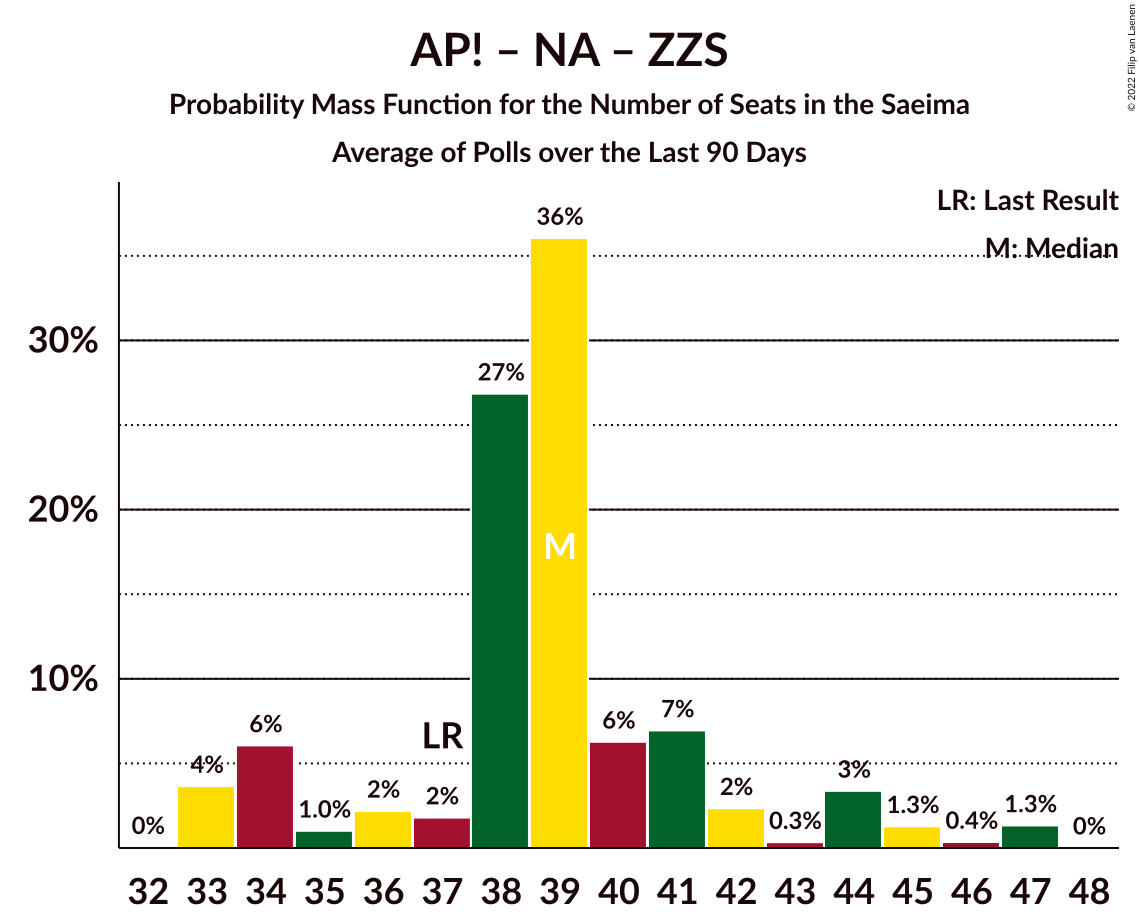 AP! – NA – ZZS
Probability Mass Function for the Number of Seats in the Saeima
Average of Polls over the Last 90 Days
© 2022 Filip van Laenen
LR: Last Result
M: Median
30%
20%
10%
0%
4%
6%
1.0%
2%
2%
LR
27%
36%
M
6%
7%
2%
0.3%
3%
1.3%
0.4%
1.3%
0%
32 33 34 35 36 37 38 39 40 41 42 43 44 45 46 47 48